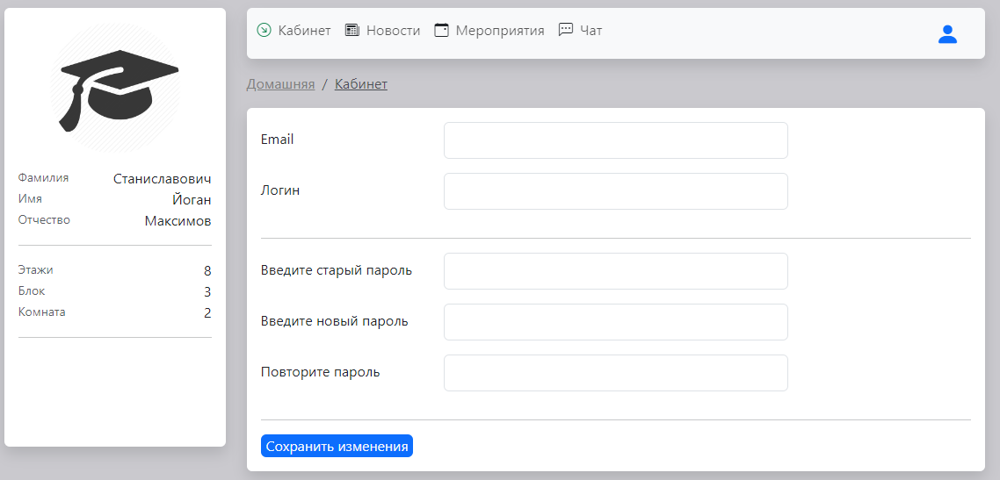 Фамилия Станиславович
Имя Йоган
Отчество Максимов
Этажи 8
Блок 3
Комната 2
Кабинет Новости Мероприятия Чат
Домашняя / Кабинет
Email
Логин
Введите старый пароль
Введите новый пароль
Повторите пароль
Сохранить изменения